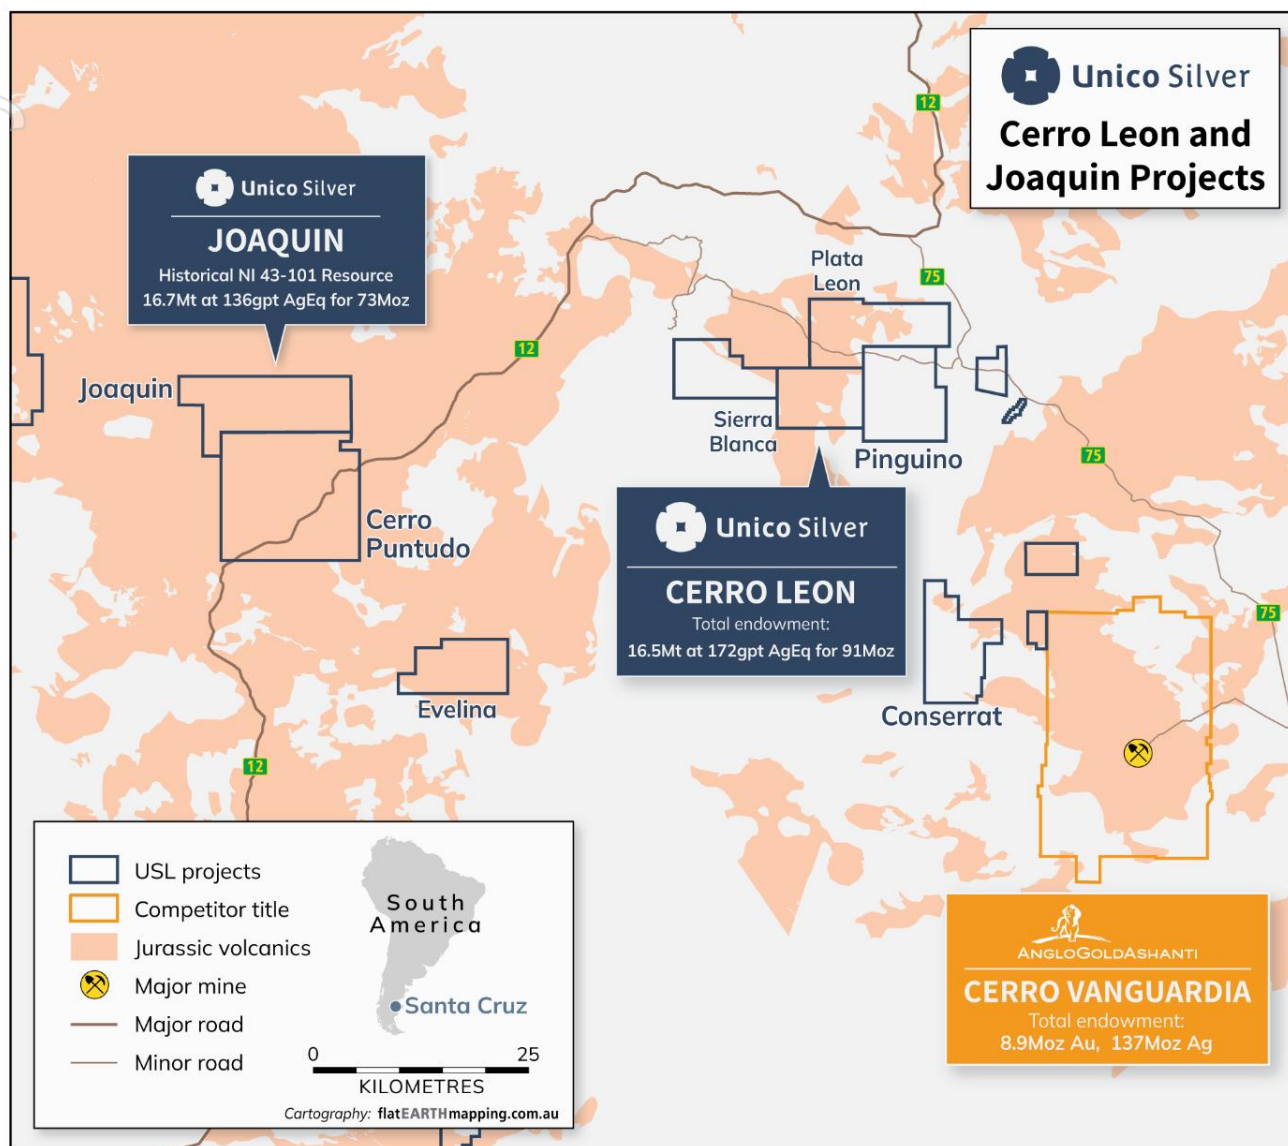 Unico Silver
Cerro Leon and
Joaquin Projects
12
Unico Silver
JOAQUIN
Historical NI 43-101 Resource
16.7Mt at 136gpt AgEq for 73Moz
75
Plata
Leon
12
Joaquin
Sierra
Blanca
Pinguino
75
Cerro
Puntudo
Unico Silver
CERRO LEON
Total endowment:
16.5Mt at 172gpt AgEq for 91Moz
75
Evelina
Conserrat
12
USL projects
Competitor title
Jurassic volcanics
Major mine
Major road
Minor road
South
America
Santa Cruz
0 25
KILOMETRES
Cartography: flatEARTHmapping.com.au
ANGLOGOLDASHANTI
CERRO VANGUARDIA
Total endowment:
8.9Moz Au, 137Moz Ag